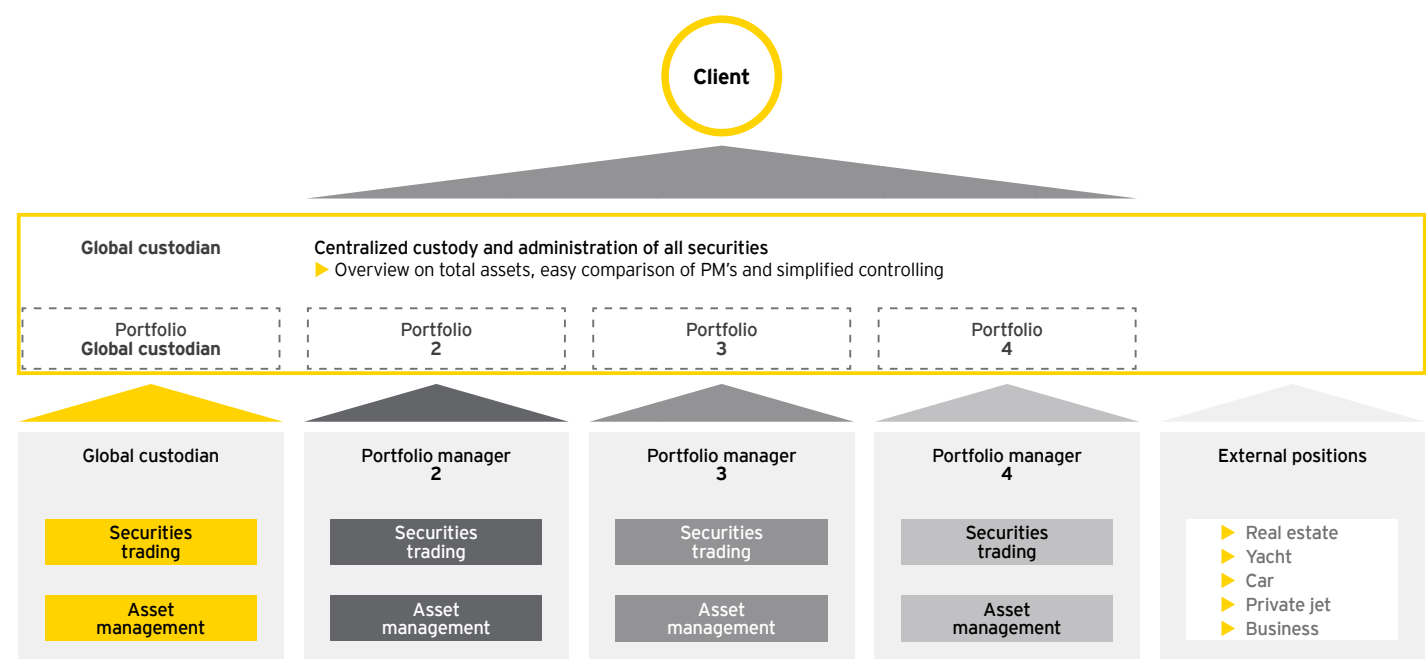 Client
Global custodian
Centralized custody and administration of all securities
Overview on total assets, easy comparison of PM's and simplified controlling
Portfolio
Global custodian
Portfolio
2
Portfolio
3
Portfolio
4
Global custodian
Securities
trading
Asset
management
Portfolio manager
2
Securities
trading
Asset
management
Portfolio manager
3
Securities
trading
Asset
management
Portfolio manager
4
Securities
trading
Asset
management
External positions
Real estate
Yacht
Car
Private jet
Business